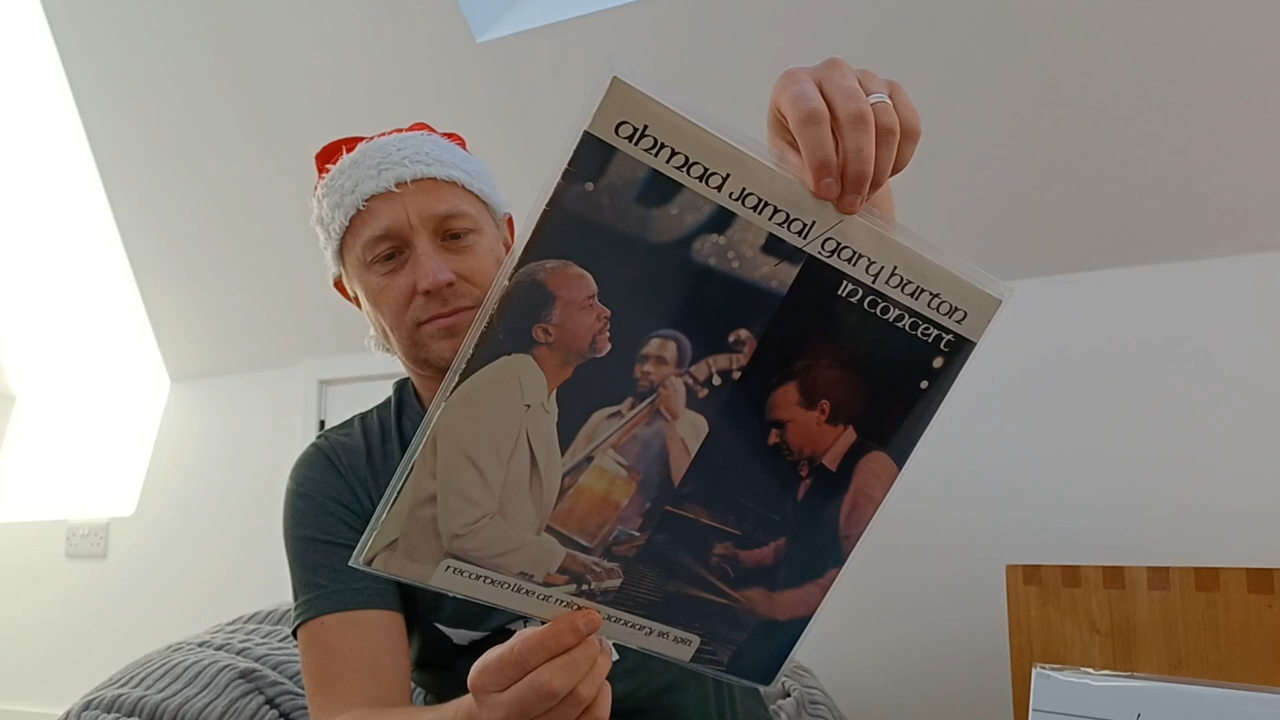 ahmad jamal/gary burton
in concert
recorded live at january 26, 1981